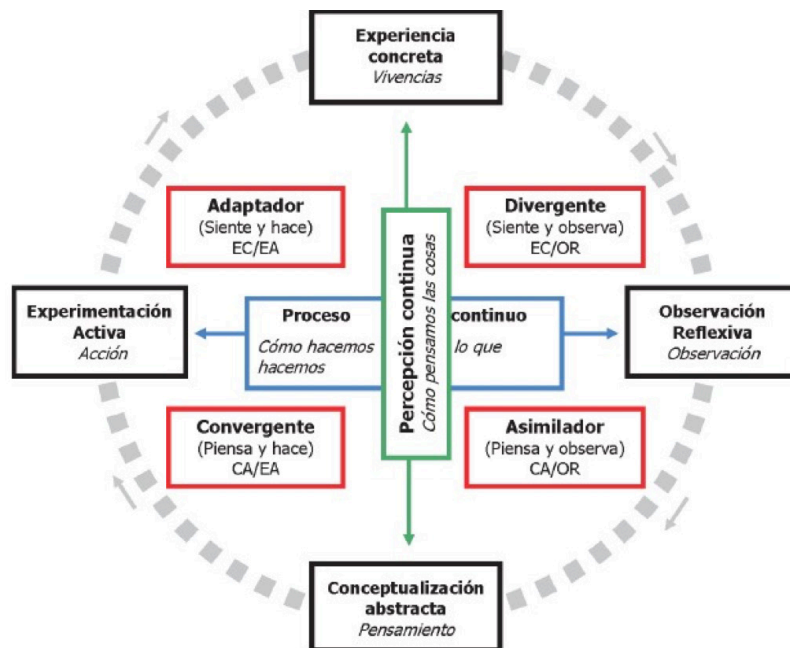 Experiencia
concreta
Vivencias
Adaptador
(Siente y hace)
EC/EA
Divergente
(Siente y observa)
EC/OR
Experimentación
Activa
Acción
Proceso continuo
Cómo hacemos lo que
hacemos
Percepción continua
Cómo pensamos las cosas
Observación
Reflexiva
Observación
Convergente
(Piensa y hace)
CA/EA
Asimilador
(Piensa y observa)
CA/OR
Conceptualización
abstracta
Pensamiento